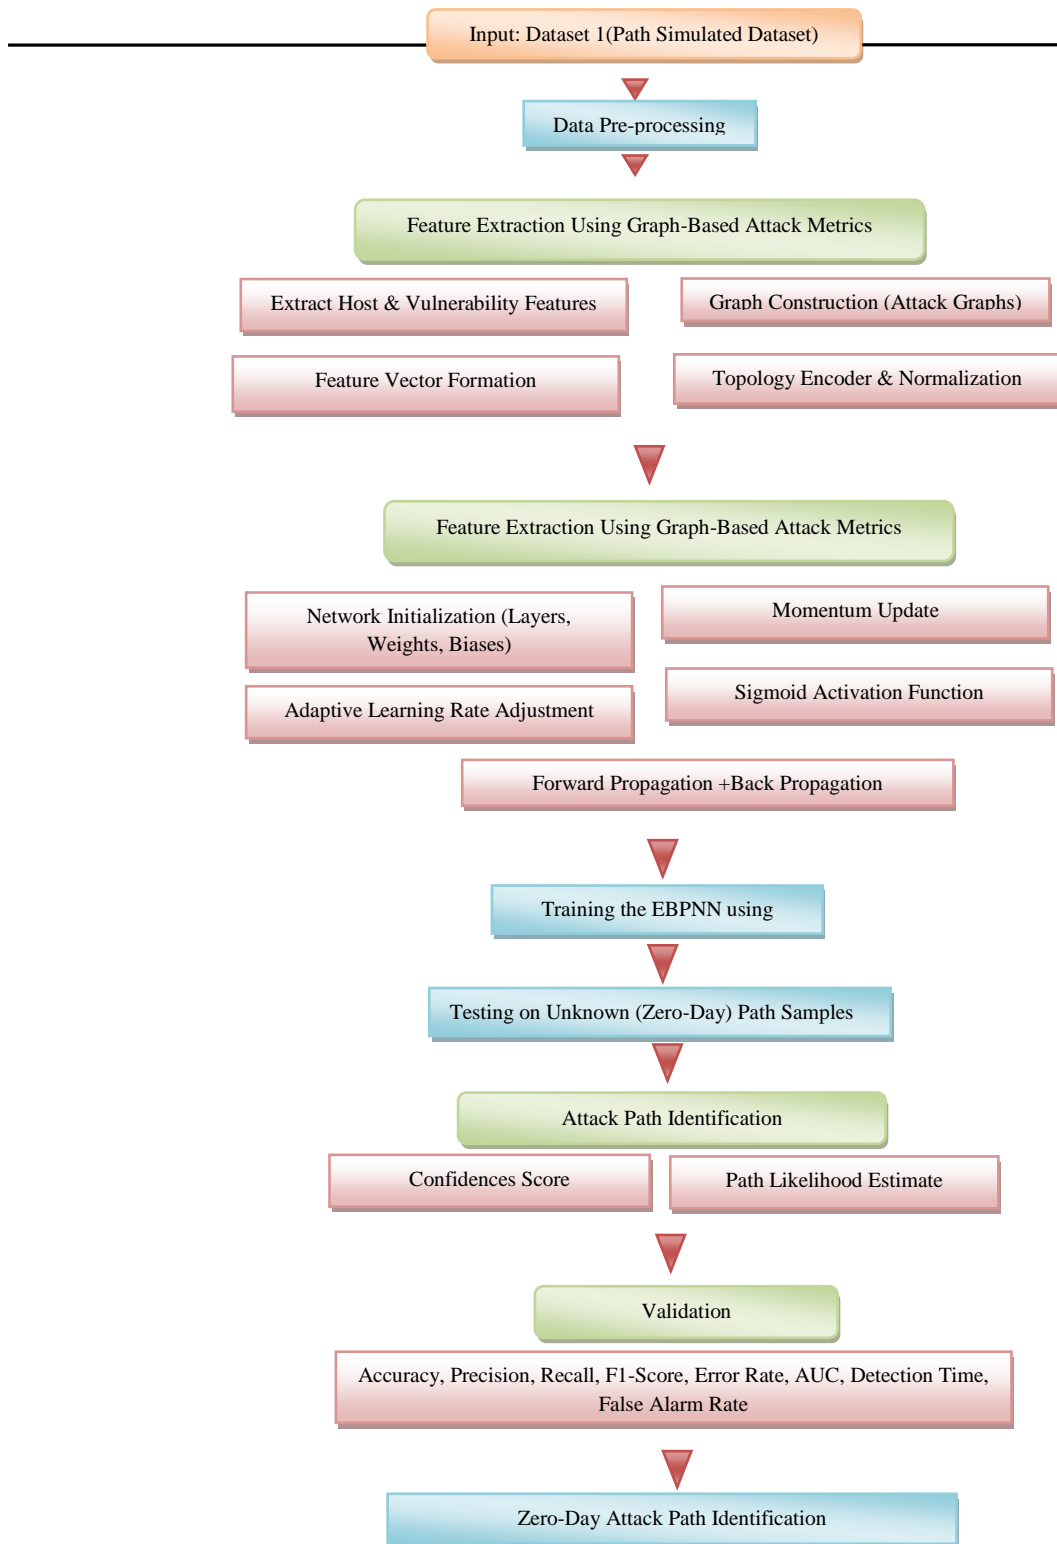 Input: Dataset 1(Path Simulated Dataset)
Data Pre-processing
Feature Extraction Using Graph-Based Attack Metrics
Extract Host & Vulnerability Features
Graph Construction (Attack Graphs)
Feature Vector Formation
Topology Encoder & Normalization
Feature Extraction Using Graph-Based Attack Metrics
Network Initialization (Layers,
Weights, Biases)
Momentum Update
Adaptive Learning Rate Adjustment
Sigmoid Activation Function
Forward Propagation +Back Propagation
Training the EBPNN using
Testing on Unknown (Zero-Day) Path Samples
Attack Path Identification
Confidences Score
Path Likelihood Estimate
Validation
Accuracy, Precision, Recall, F1-Score, Error Rate, AUC, Detection Time,
False Alarm Rate
Zero-Day Attack Path Identification